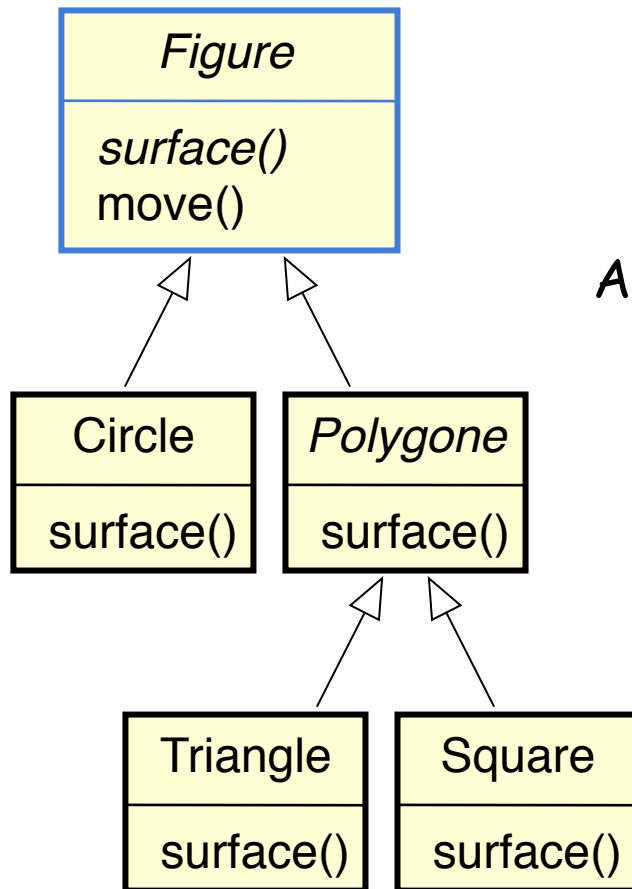 Figure
surface()
move()
A
Circle
surface()
Polygone
surface()
Triangle
surface()
Square
surface()